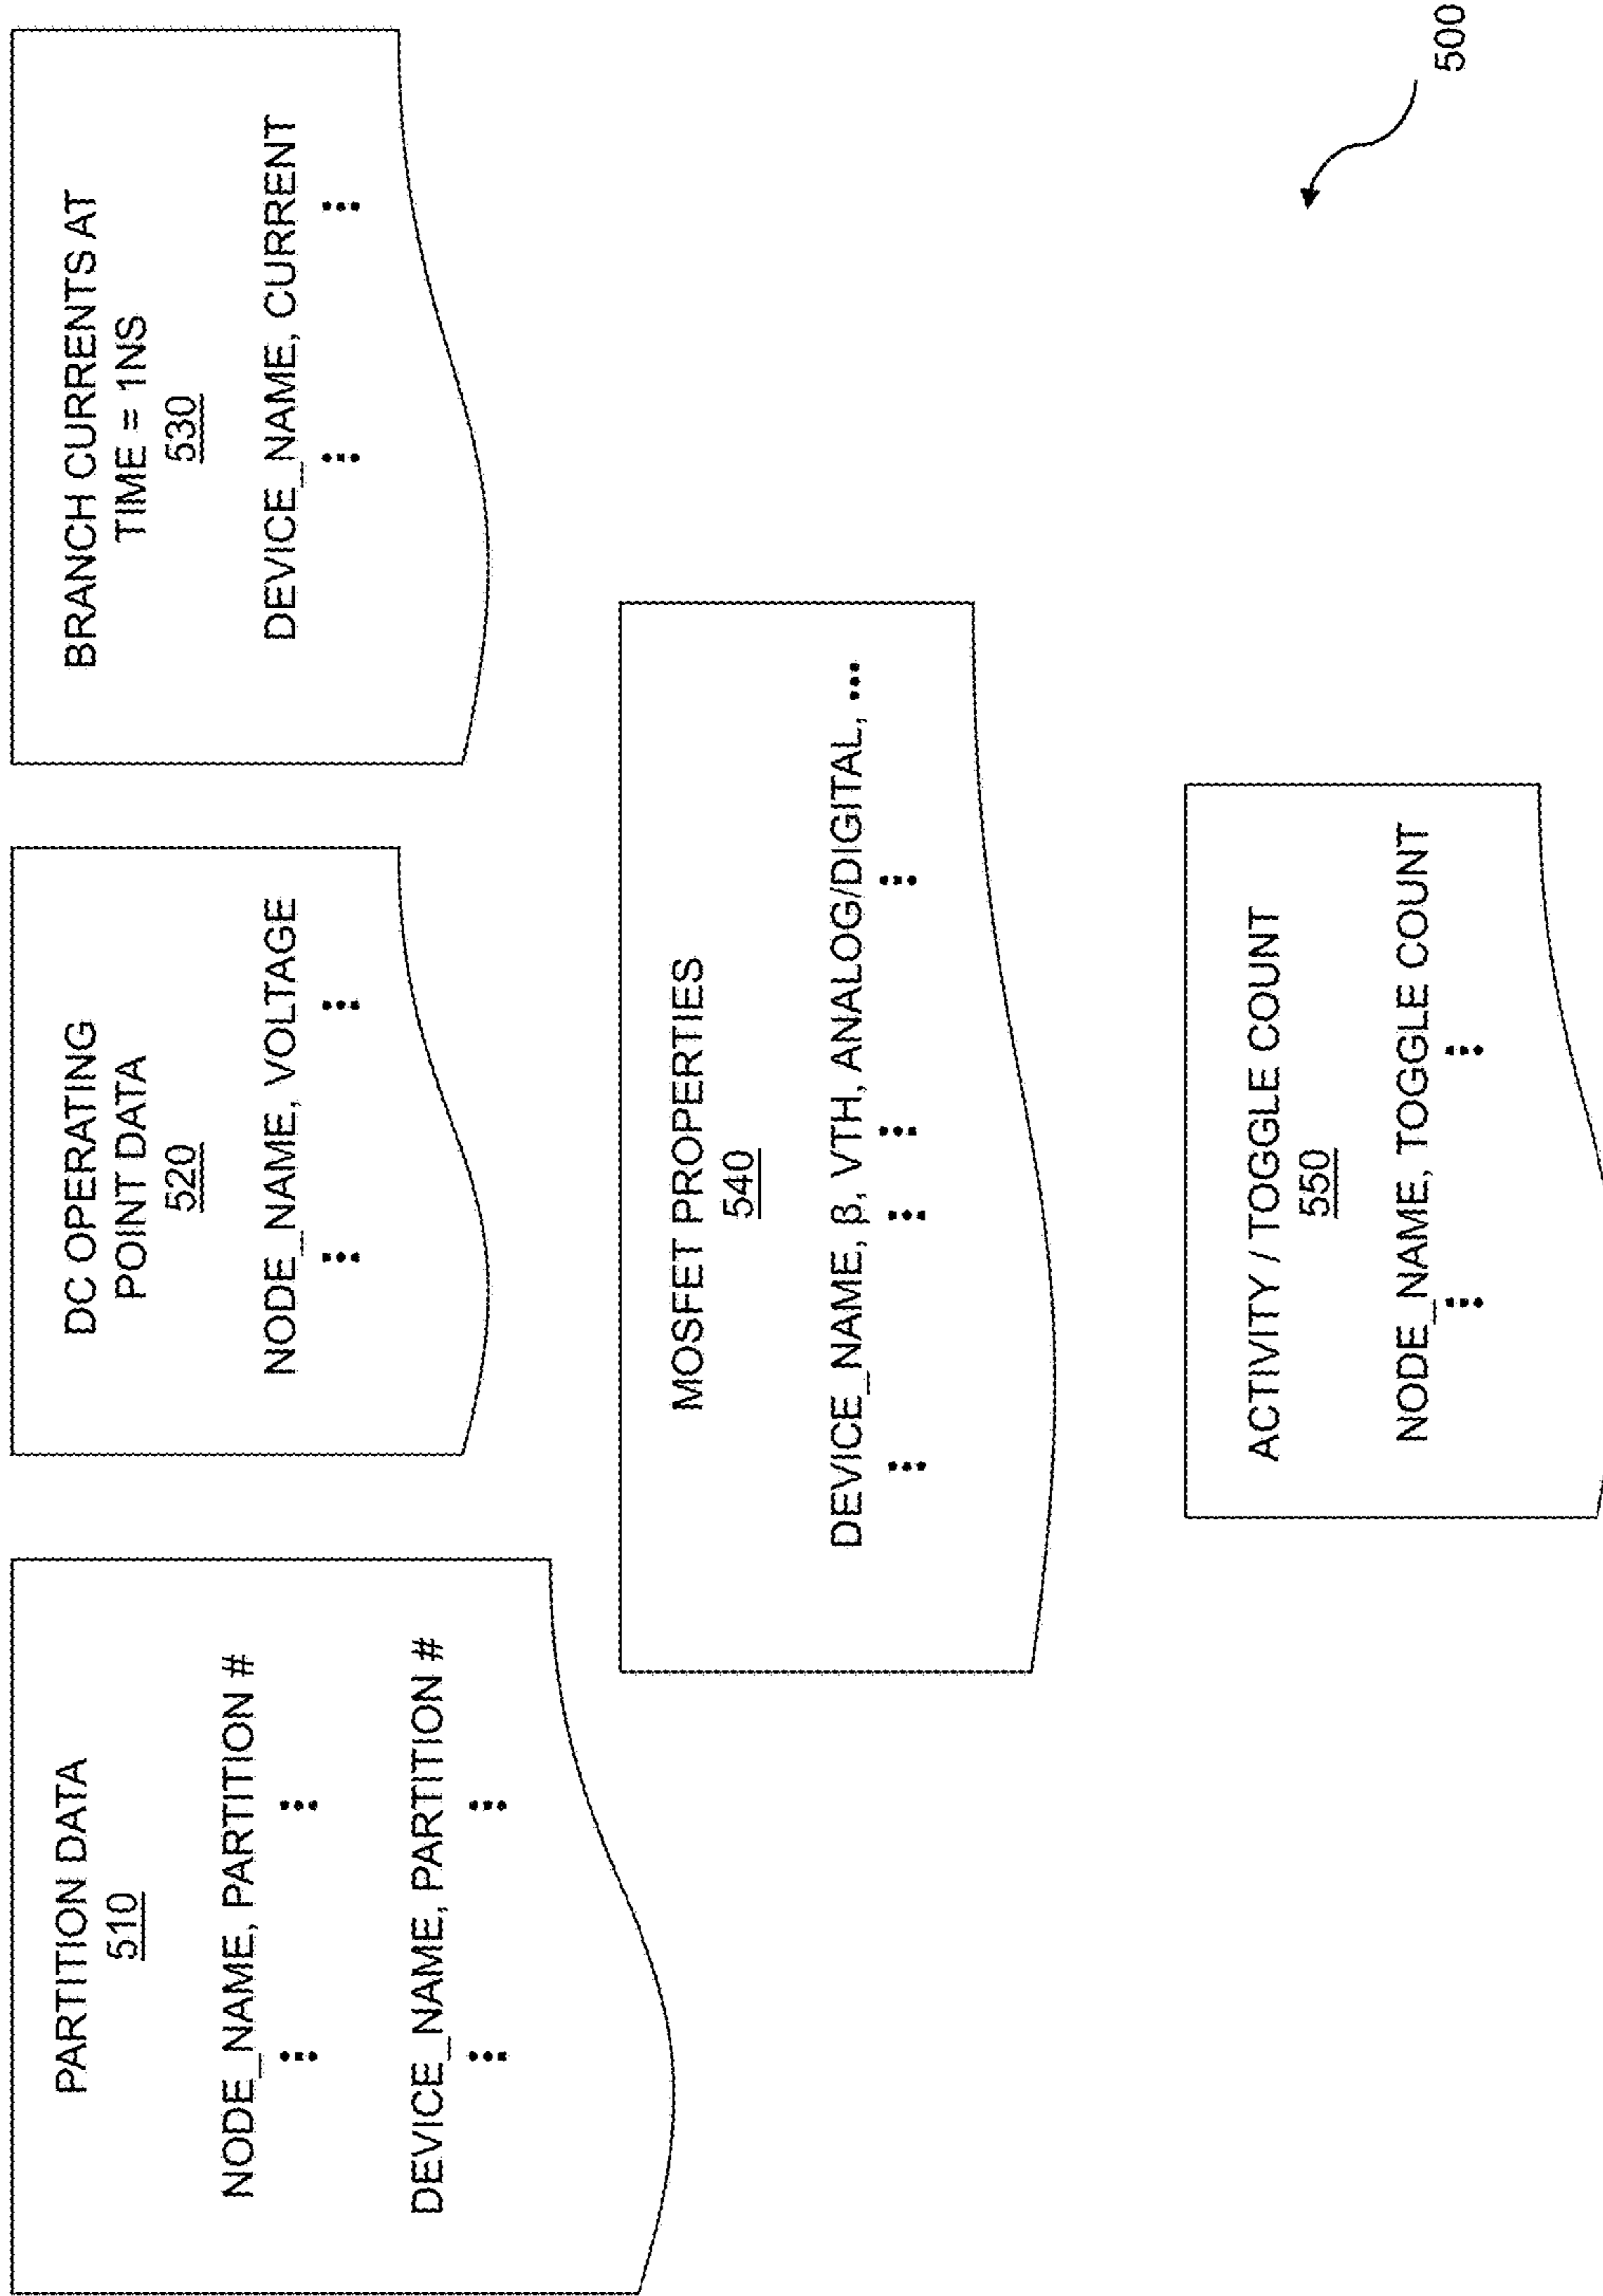 PARTITION DATA
510
NODE_NAME, PARTITION #
DEVICE_NAME, PARTITION #
DC OPERATING
POINT DATA
520
NODE_NAME, VOLTAGE
BRANCH CURRENTS AT
TIME = 1NS
530
DEVICE_NAME, CURRENT
MOSFET PROPERTIES
540
DEVICE_NAME, β, VTH, ANALOG/DIGITAL, •••
ACTIVITY / TOGGLE COUNT
550
NODE_NAME, TOGGLE COUNT
500